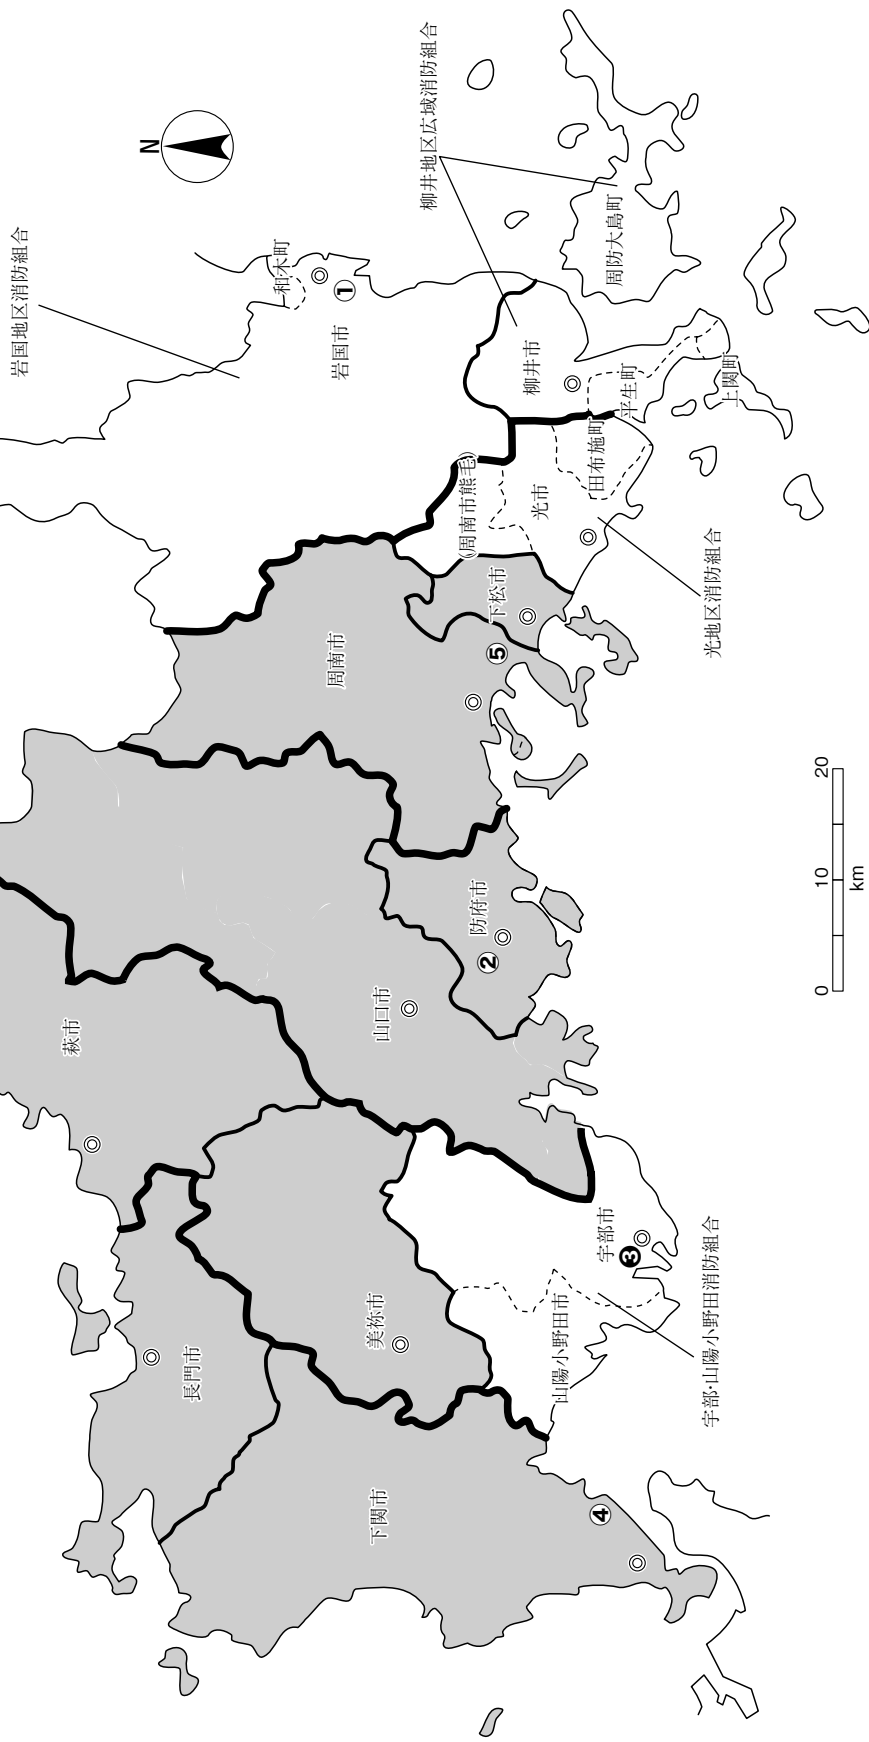 岩国地区消防組合
N
柳井地区広域消防組合
和木町
①
岩国市
周防大島町
柳井市
平生町
上関町
田布施町
(周南市熊毛)
光市
光地区消防組合
下松市
⑤
周南市
防府市
②
山口市
萩市
宇部市
❸
山陽小野田市
宇部・山陽小野田消防組合
美祢市
長門市
下関市
④
0 10 20
km